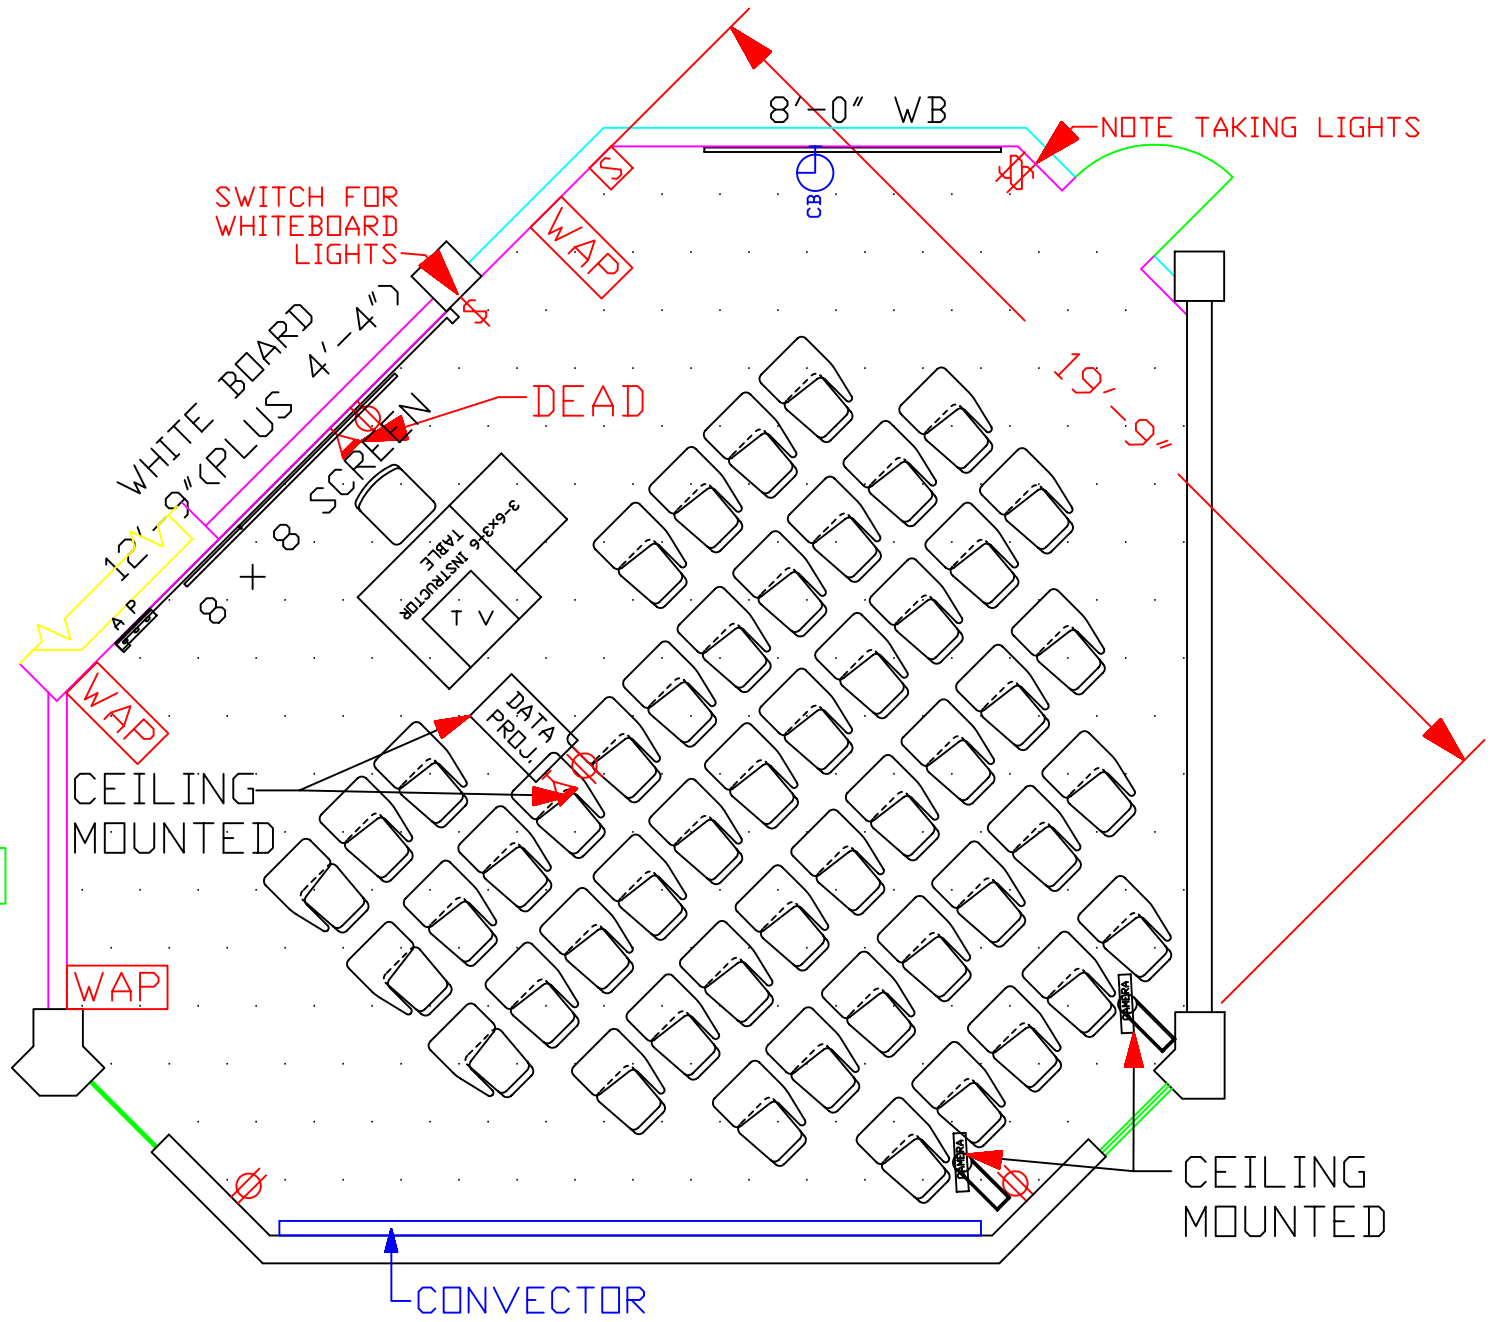 8'-0" WB
NOTE TAKING LIGHTS
SWITCH FOR
WHITEBOARD
LIGHTS
S
WAP
CB
$
$
WHITE BOARD
12'-9"(PLUS 4'-4")
19'-9"
DEAD
8 x 8 SCREEN
3-6x3-6 INSTRUCTOR
TABLE
A P
WAP
DATA
PROJ
CEILING
MOUNTED
WAP
CAMERA
CAMERA
CEILING
MOUNTED
CONVECTOR